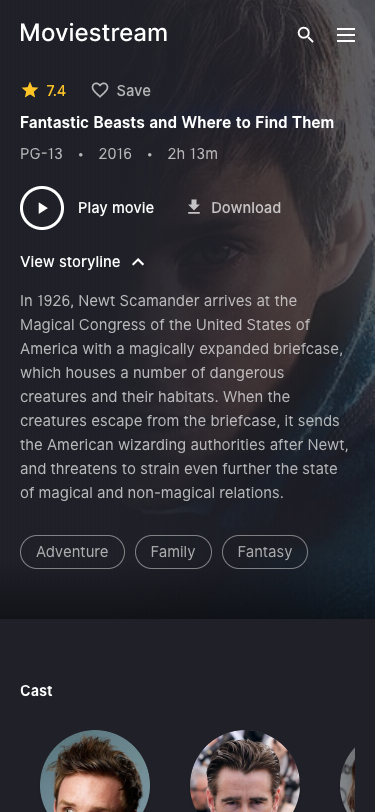 Moviestream
7.4 Save
Fantastic Beasts and Where to Find Them
PG-13 • 2016 • 2h 13m
Play movie Download
View storyline
In 1926, Newt Scamander arrives at the
Magical Congress of the United States of
America with a magically expanded briefcase,
which houses a number of dangerous
creatures and their habitats. When the
creatures escape from the briefcase, it sends
the American wizarding authorities after Newt,
and threatens to strain even further the state
of magical and non-magical relations.
Adventure Family Fantasy
Cast